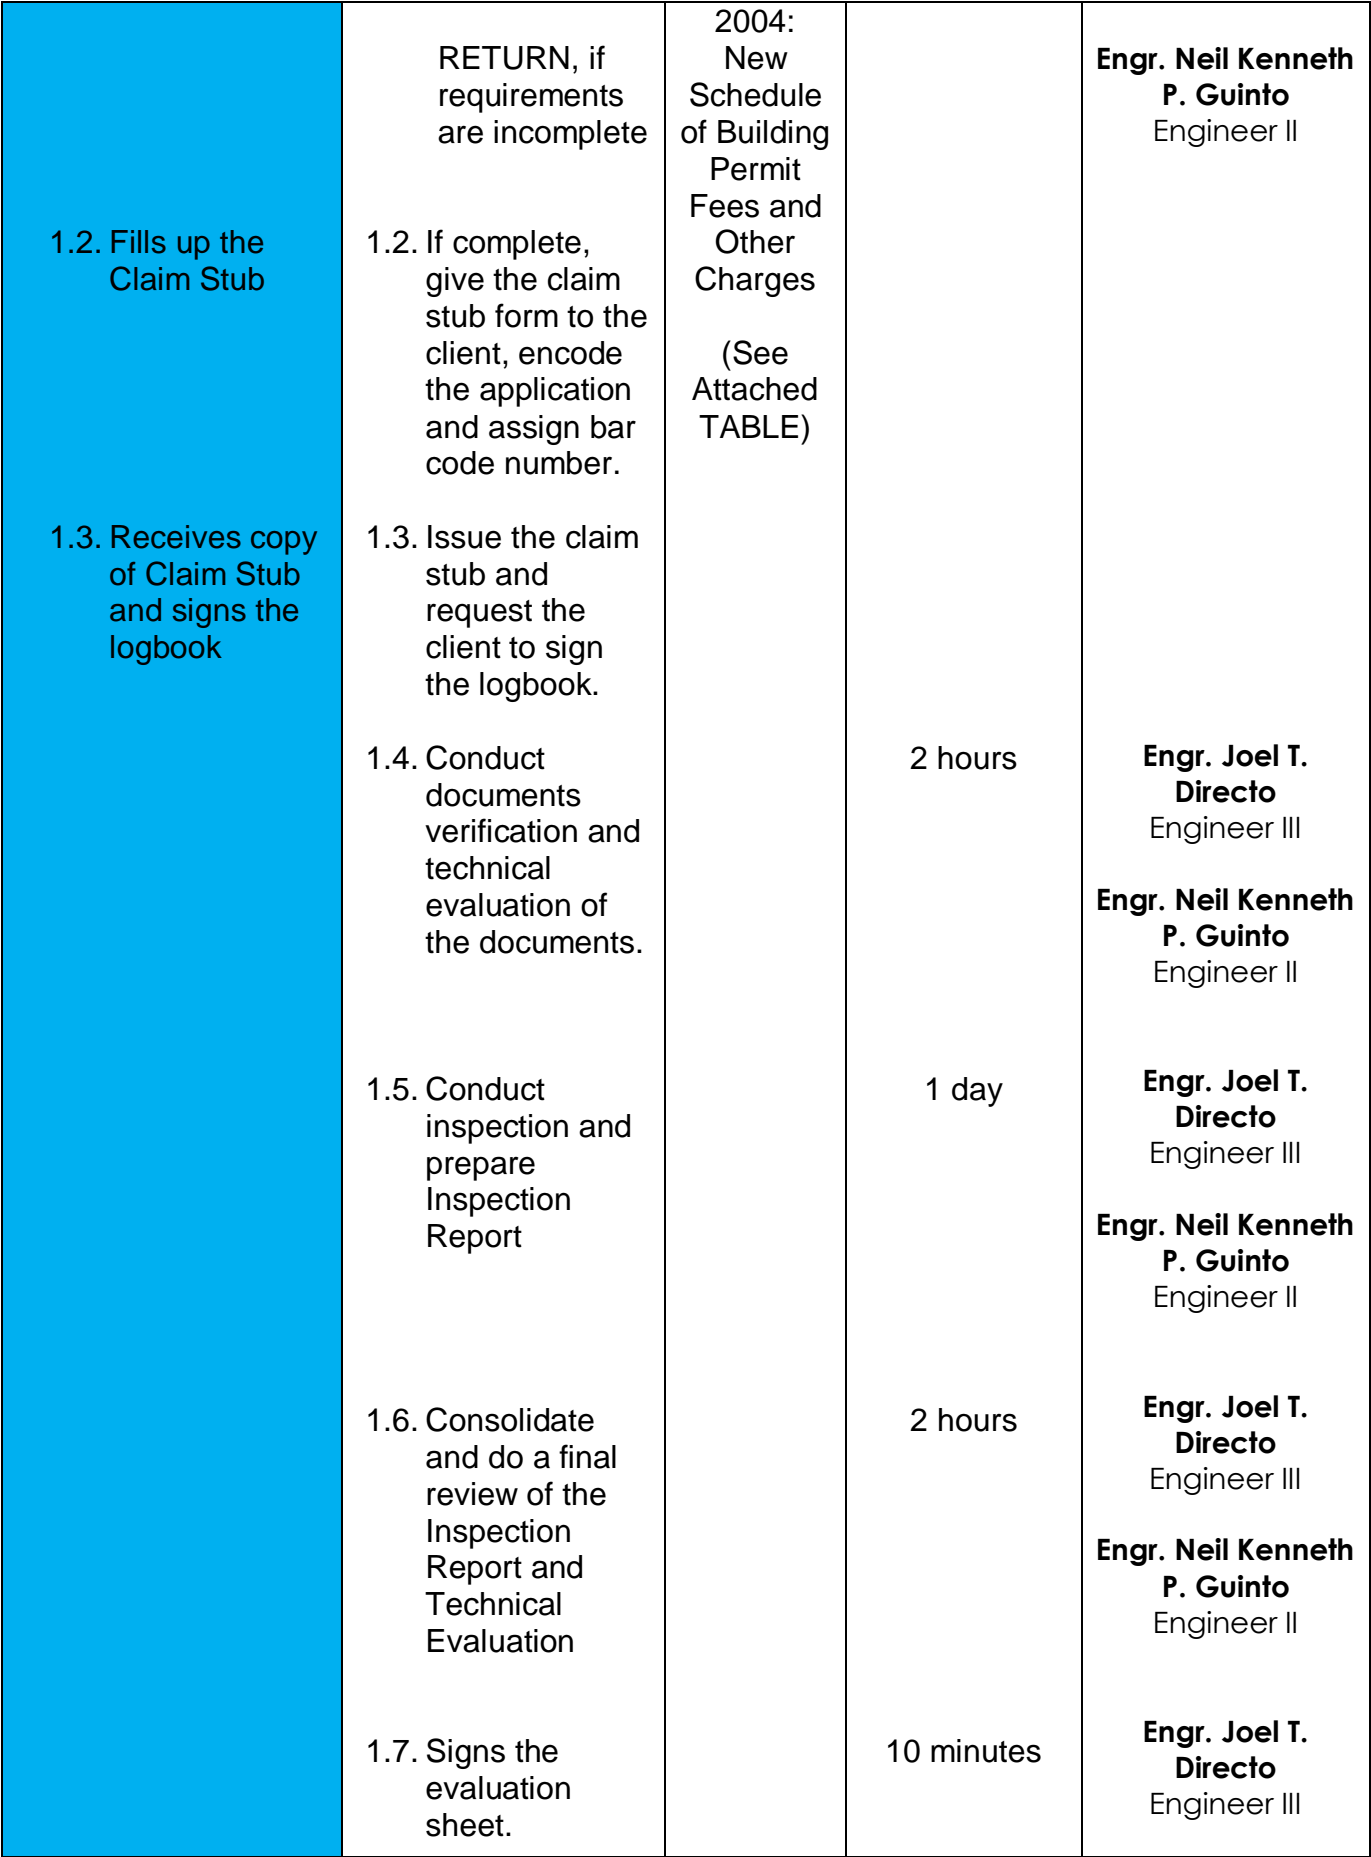 RETURN, if
requirements
are incomplete
2004:
New
Schedule
of Building
Permit
Fees and
Other
Charges
(See
Attached
TABLE)
Engr. Neil Kenneth
P. Guinto
Engineer II
1.2. Fills up the
Claim Stub
1.2. If complete,
give the claim
stub form to the
client, encode
the application
and assign bar
code number.
1.3. Receives copy
of Claim Stub
and signs the
logbook
1.3. Issue the claim
stub and
request the
client to sign
the logbook.
1.4. Conduct
documents
verification and
technical
evaluation of
the documents.
2 hours
Engr. Joel T.
Directo
Engineer III
Engr. Neil Kenneth
P. Guinto
Engineer II
1.5. Conduct
inspection and
prepare
Inspection
Report
1 day
Engr. Joel T.
Directo
Engineer III
Engr. Neil Kenneth
P. Guinto
Engineer II
1.6. Consolidate
and do a final
review of the
Inspection
Report and
Technical
Evaluation
2 hours
Engr. Joel T.
Directo
Engineer III
Engr. Neil Kenneth
P. Guinto
Engineer II
1.7. Signs the
evaluation
sheet.
10 minutes
Engr. Joel T.
Directo
Engineer III